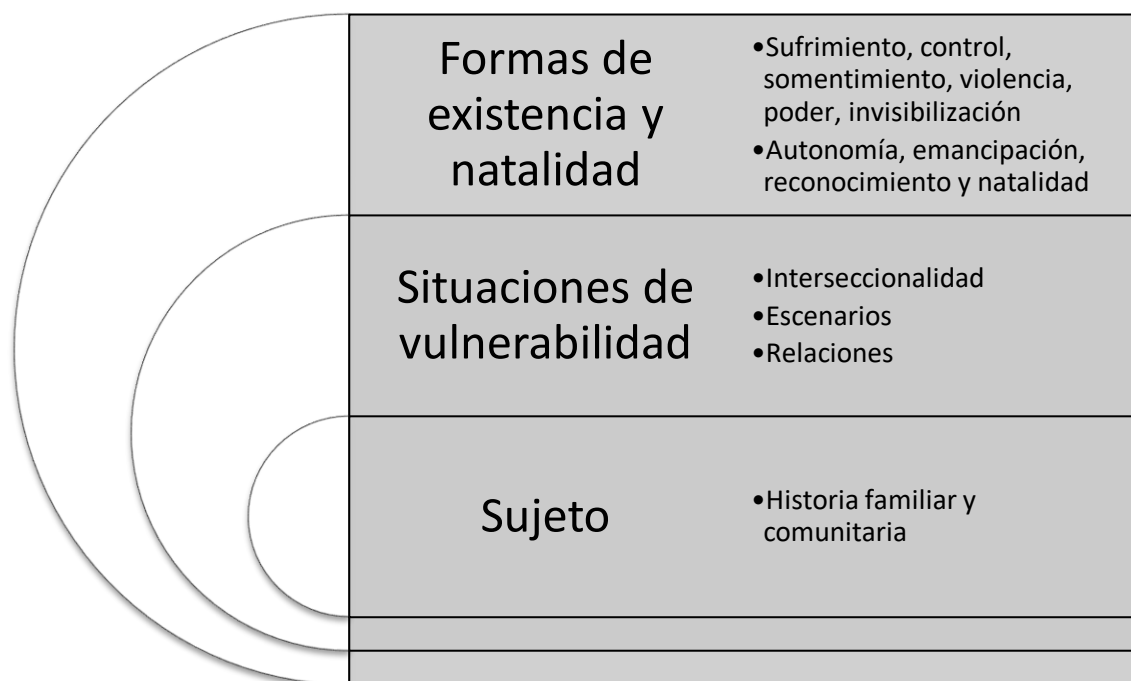 Formas de
existencia y
natalidad
•Sufrimiento, control,
somentimiento, violencia,
poder, invisibilización
•Autonomía, emancipación,
reconocimiento y natalidad
Situaciones de
vulnerabilidad
•Interseccionalidad
•Escenarios
•Relaciones
Sujeto
•Historia familiar y
comunitaria